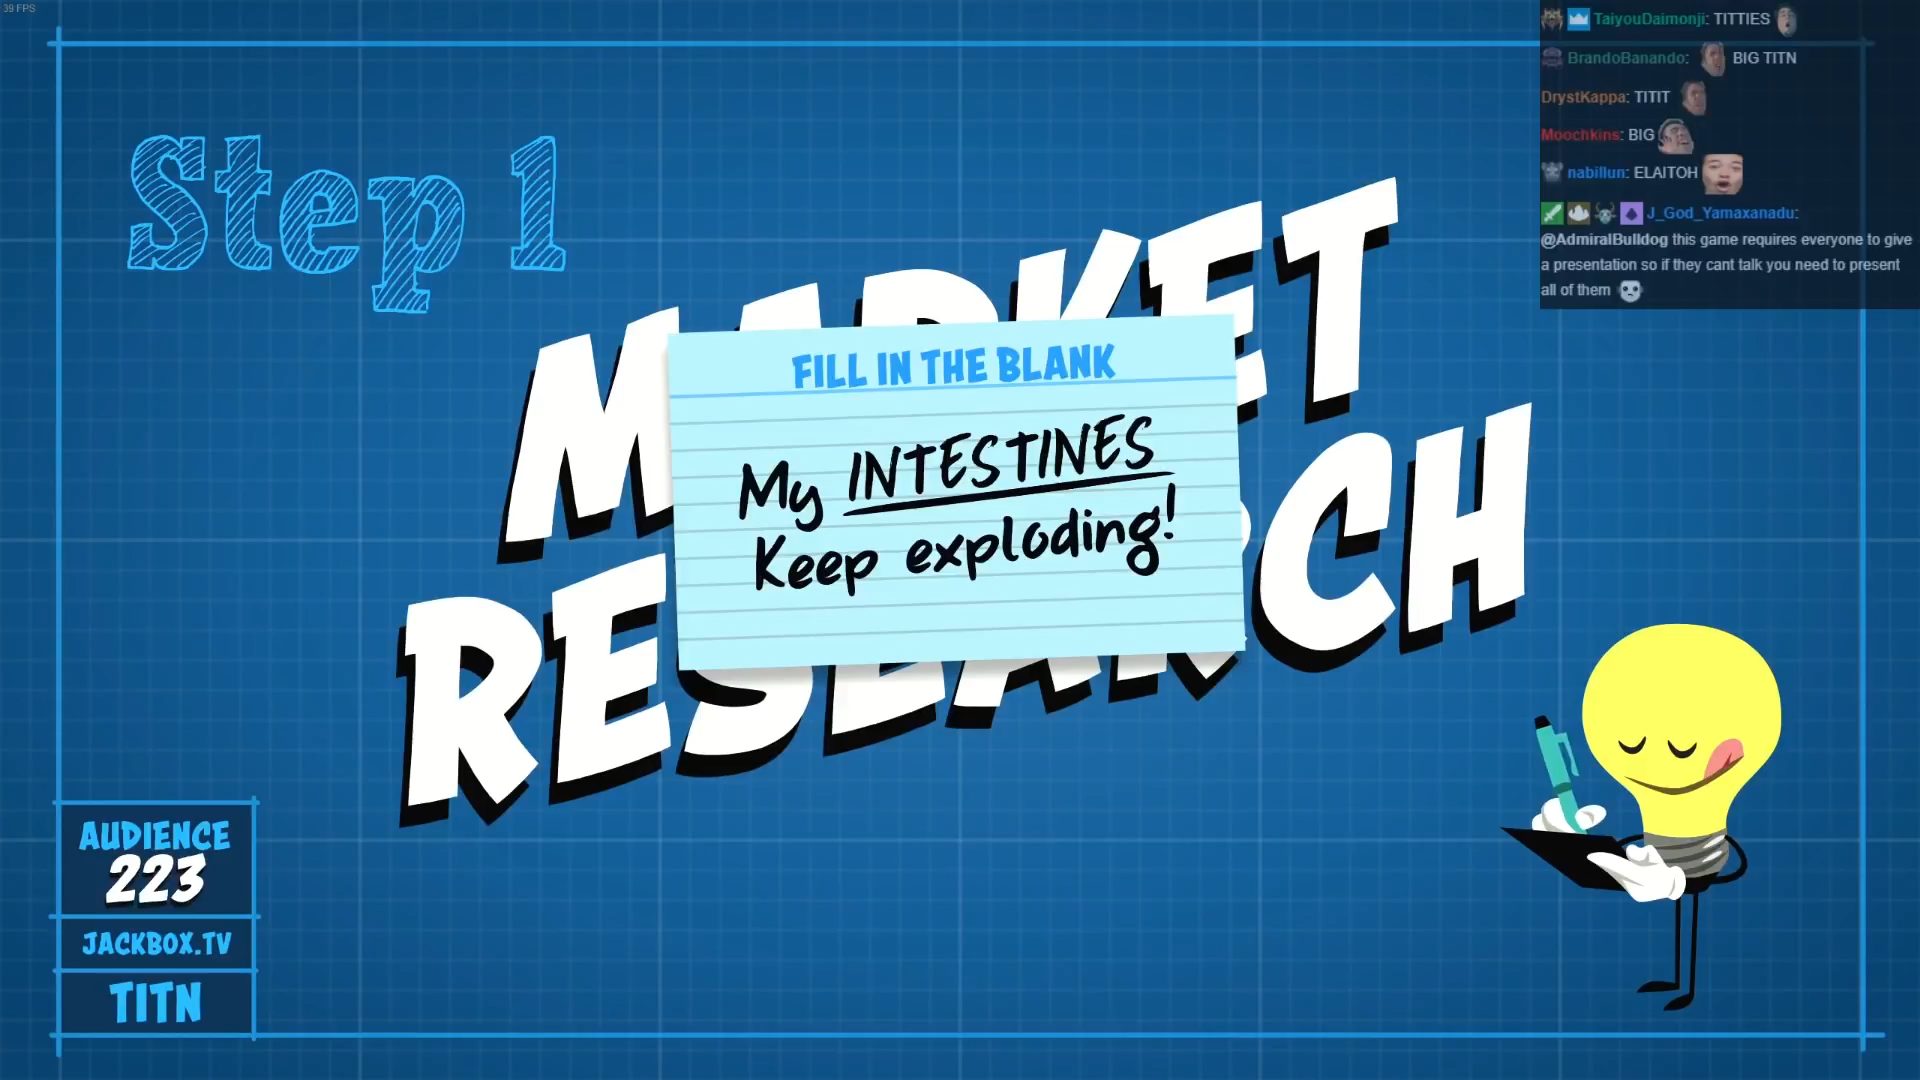 39 FPS
TaiyouDaimonji: TITTIES
BrandoBanando: BIG TITN
DrystKappa: TITIT
Moochkins: BIG
nabillun: ELAITOH
J_God_Yamaxanadu:
@AdmiralBulldog this game requires everyone to give
a presentation so if they cant talk you need to present
all of them
Step 1
MARKET
RESEARCH
FILL IN THE BLANK
My INTESTINES
Keep exploding!
AUDIENCE
223
JACKBOX.TV
TITN